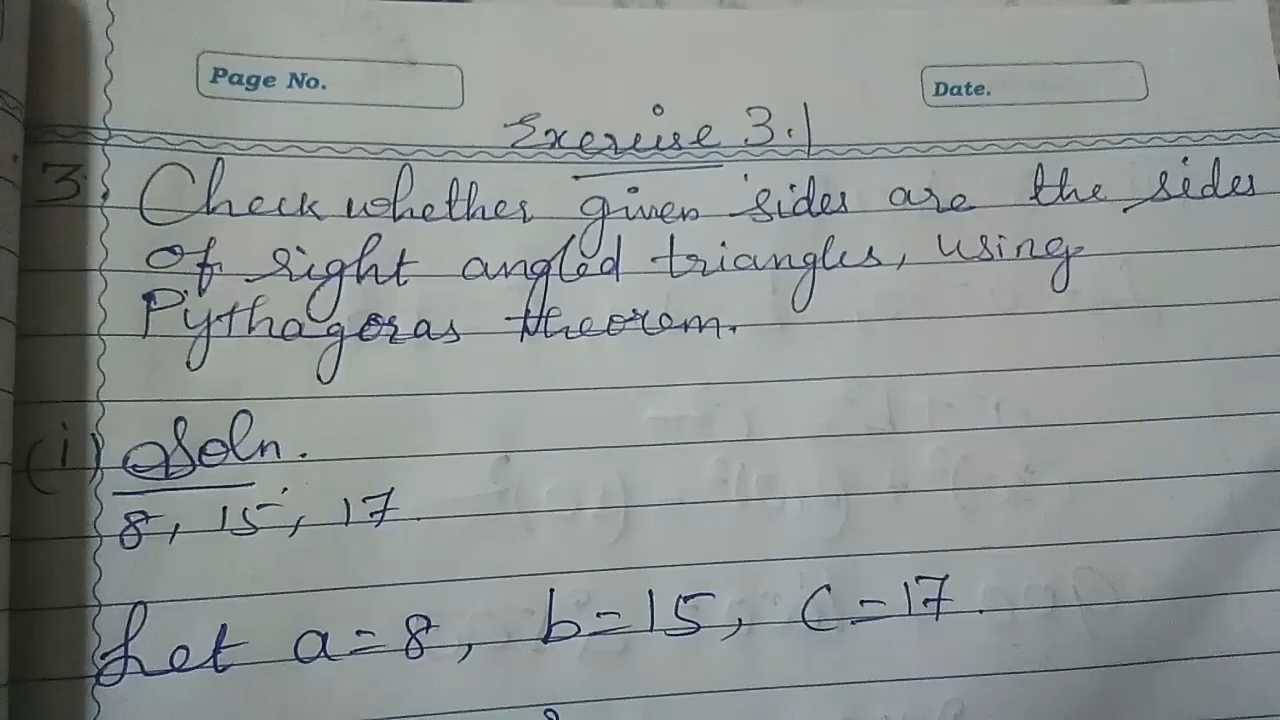 Page No.
Date.
Exercise 3.1
3. Check whether given sides are the sides
of right angled triangles, using
Pythagoras theorem.
(i) Soln.
8, 15, 17
Let a=8, b=15, c=17.